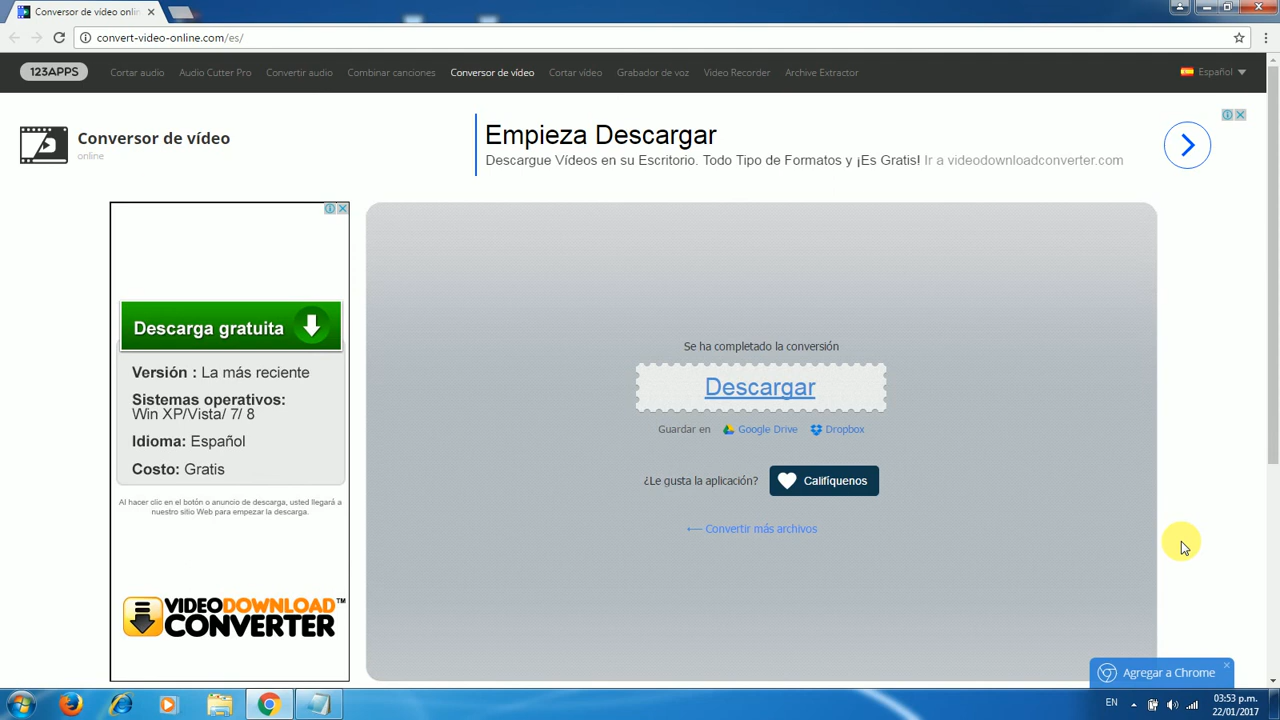 Conversor de vídeo onlin
convert-video-online.com/es/
123APPS
Cortar audio
Audio Cutter Pro
Convertir audio
Combinar canciones
Conversor de vídeo
Cortar vídeo
Grabador de voz
Video Recorder
Archive Extractor
Español
Conversor de vídeo
online
Empieza Descargar
Descargue Vídeos en su Escritorio. Todo Tipo de Formatos y ¡Es Gratis! Ir a videodownloadconverter.com
Descarga gratuita
Versión : La más reciente
Sistemas operativos:
Win XP/Vista/ 7/ 8
Idioma: Español
Costo: Gratis
Al hacer clic en el botón o anuncio de descarga, usted llegará a
nuestro sitio Web para empezar la descarga.
VIDEODOWNLOAD™
CONVERTER
Se ha completado la conversión
Descargar
Guardar en Google Drive Dropbox
¿Le gusta la aplicación? Califíquenos
⟵ Convertir más archivos
Agregar a Chrome
EN
03:53 p.m.
22/01/2017